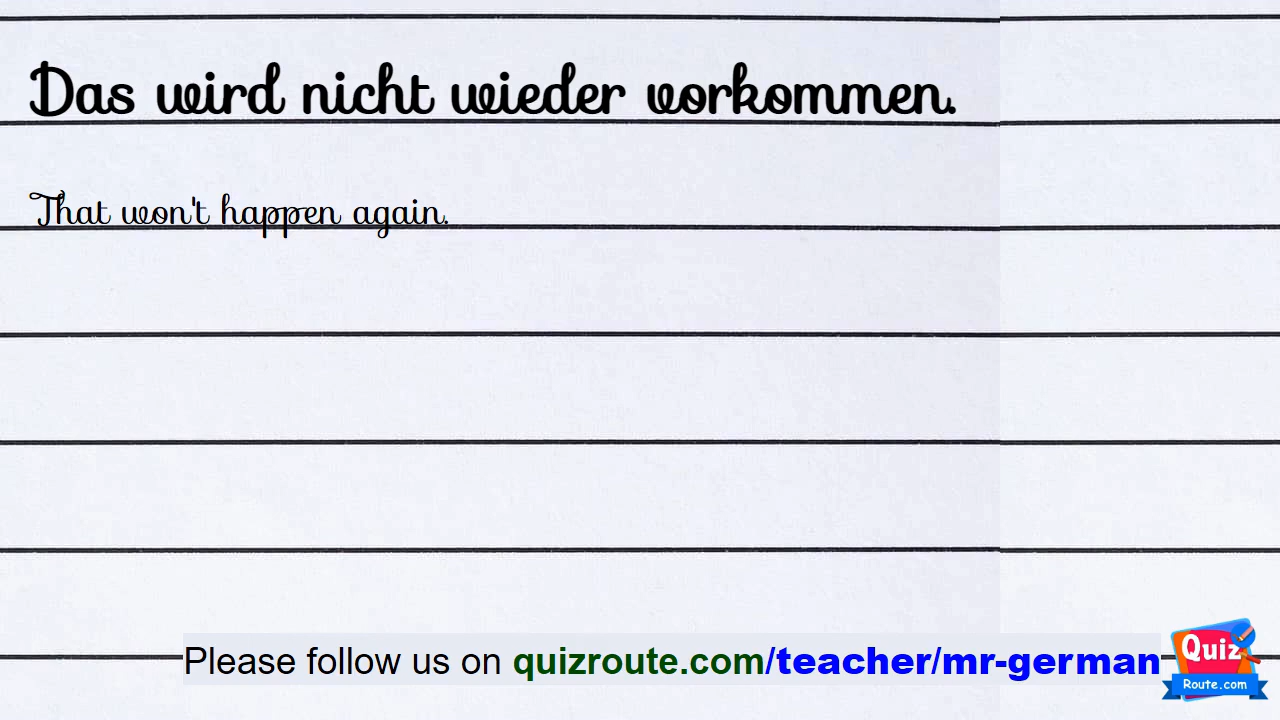 Das wird nicht wieder vorkommen.
That won't happen again.
Please follow us on quizroute.com/teacher/mr-german
Quiz
Route.com